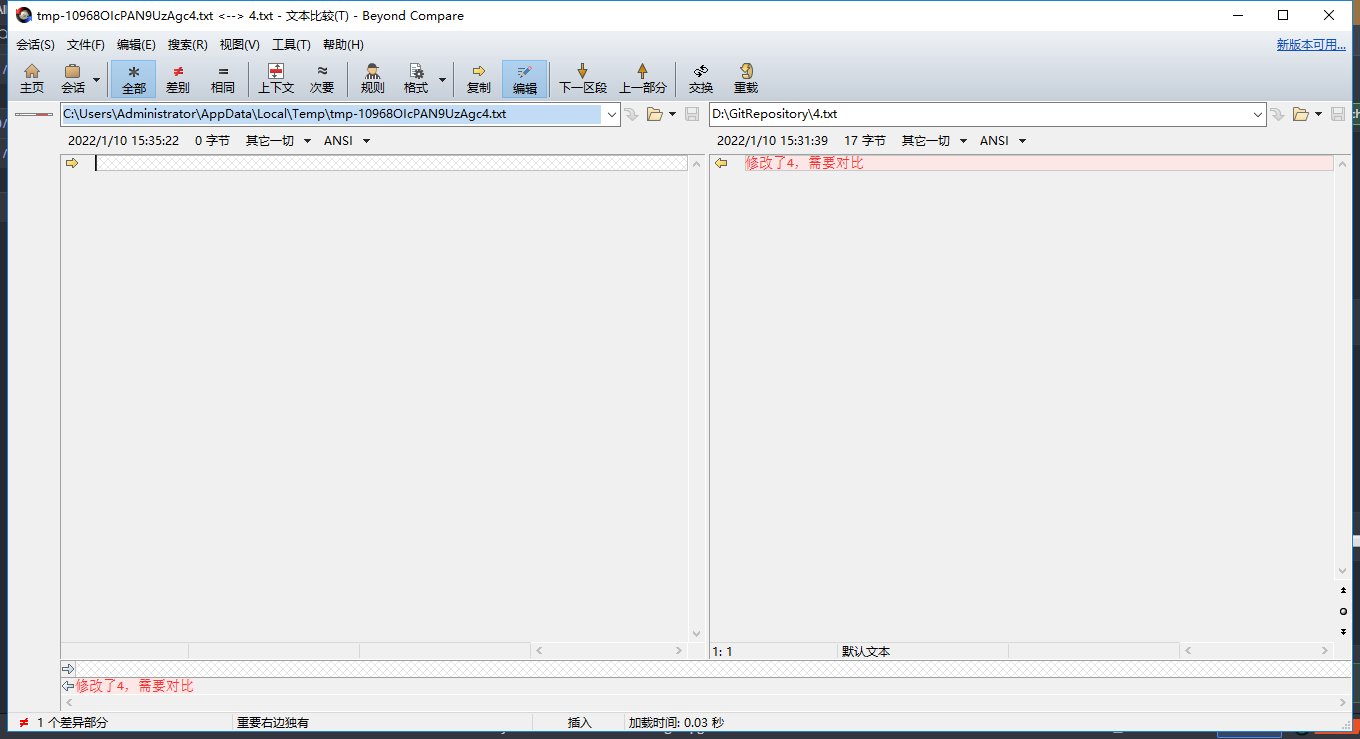 tmp-10968OIcPAN9UzAgc4.txt <--> 4.txt - 文本比较(T) - Beyond Compare
会话(S) 文件(F) 编辑(E) 搜索(R) 视图(V) 工具(T) 帮助(H) 新版本可用...
主页 会话 全部 差别 相同 上下文 次要 规则 格式 复制 编辑 下一区段 上一部分 交换 重载
C:\Users\Administrator\AppData\Local\Temp\tmp-10968OIcPAN9UzAgc4.txt D:\GitRepository\4.txt
2022/1/10 15:35:22 0 字节 其它一切 ANSI 2022/1/10 15:31:39 17 字节 其它一切 ANSI
修改了4，需要对比
1: 1 默认文本
修改了4，需要对比
1 个差异部分 重要右边独有 插入 加载时间: 0.03 秒